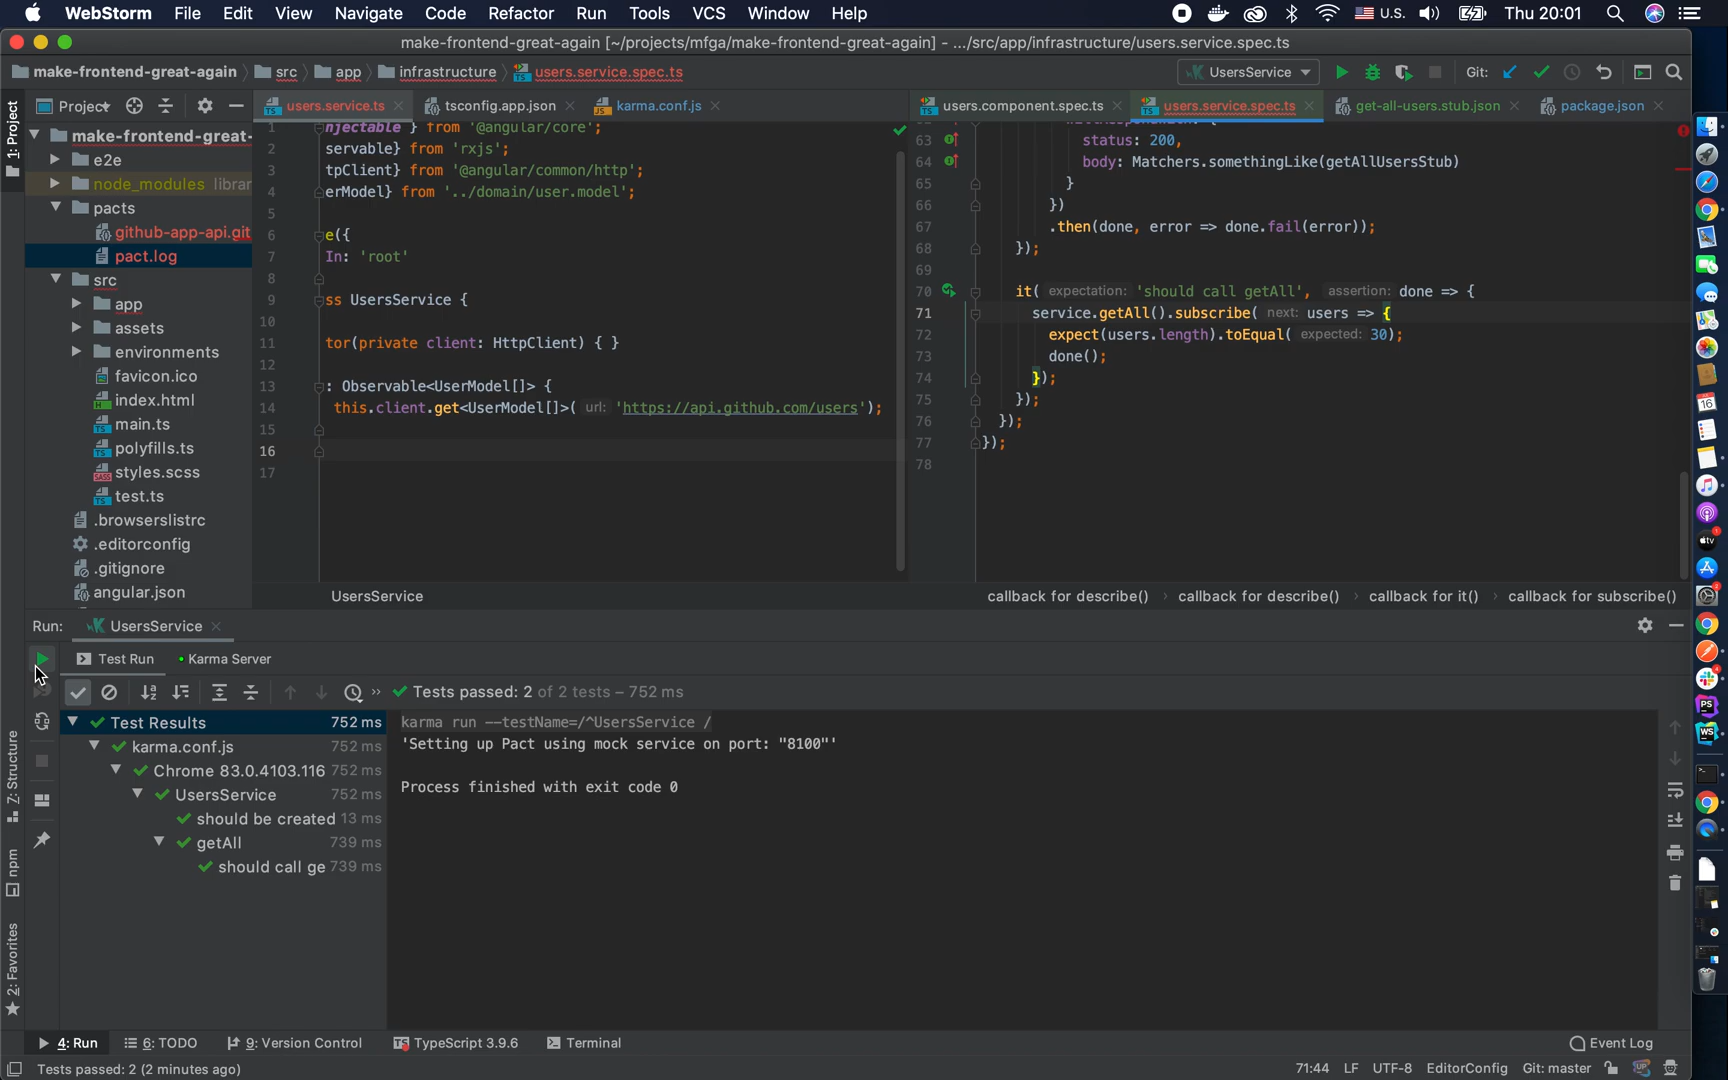 WebStorm File Edit View Navigate Code Refactor Run Tools VCS Window Help U.S. Thu 20:01
make-frontend-great-again [~/projects/mfga/make-frontend-great-again] - .../src/app/infrastructure/users.service.spec.ts
make-frontend-great-again src app infrastructure users.service.spec.ts UsersService Git:
1: Project
Project
users.service.ts tsconfig.app.json karma.conf.js
users.component.spec.ts users.service.spec.ts get-all-users.stub.json package.json
make-frontend-great-
e2e
node_modules librar
pacts
github-app-api.git
pact.log
src
app
assets
environments
favicon.ico
index.html
main.ts
polyfills.ts
styles.scss
test.ts
.browserslistrc
.editorconfig
.gitignore
angular.json
1 njectable } from '@angular/core';
2 servable} from 'rxjs';
3 tpClient} from '@angular/common/http';
4 erModel} from '../domain/user.model';
5
6 e({
7 In: 'root'
8
9 ss UsersService {
10
11 tor(private client: HttpClient) { }
12
13 : Observable<UserModel[]> {
14 this.client.get<UserModel[]>( url: 'https://api.github.com/users');
15
16
17
UsersService
63 status: 200,
64 body: Matchers.somethingLike(getAllUsersStub)
65 }
66 })
67 .then(done, error => done.fail(error));
68 });
69
70 it( expectation: 'should call getAll', assertion: done => {
71 service.getAll().subscribe( next: users => {
72 expect(users.length).toEqual( expected: 30);
73 done();
74 });
75 });
76 });
77 });
78
callback for describe() › callback for describe() › callback for it() › callback for subscribe()
Run: UsersService
Test Run Karma Server
Tests passed: 2 of 2 tests – 752 ms
Test Results 752 ms
karma.conf.js 752 ms
Chrome 83.0.4103.116 752 ms
UsersService 752 ms
should be created 13 ms
getAll 739 ms
should call ge 739 ms
karma run --testName=/^UsersService /
'Setting up Pact using mock service on port: "8100"'
Process finished with exit code 0
7: Structure
npm
2: Favorites
4: Run 6: TODO 9: Version Control TypeScript 3.9.6 Terminal Event Log
Tests passed: 2 (2 minutes ago) 71:44 LF UTF-8 EditorConfig Git: master
16
tv
PS
WS